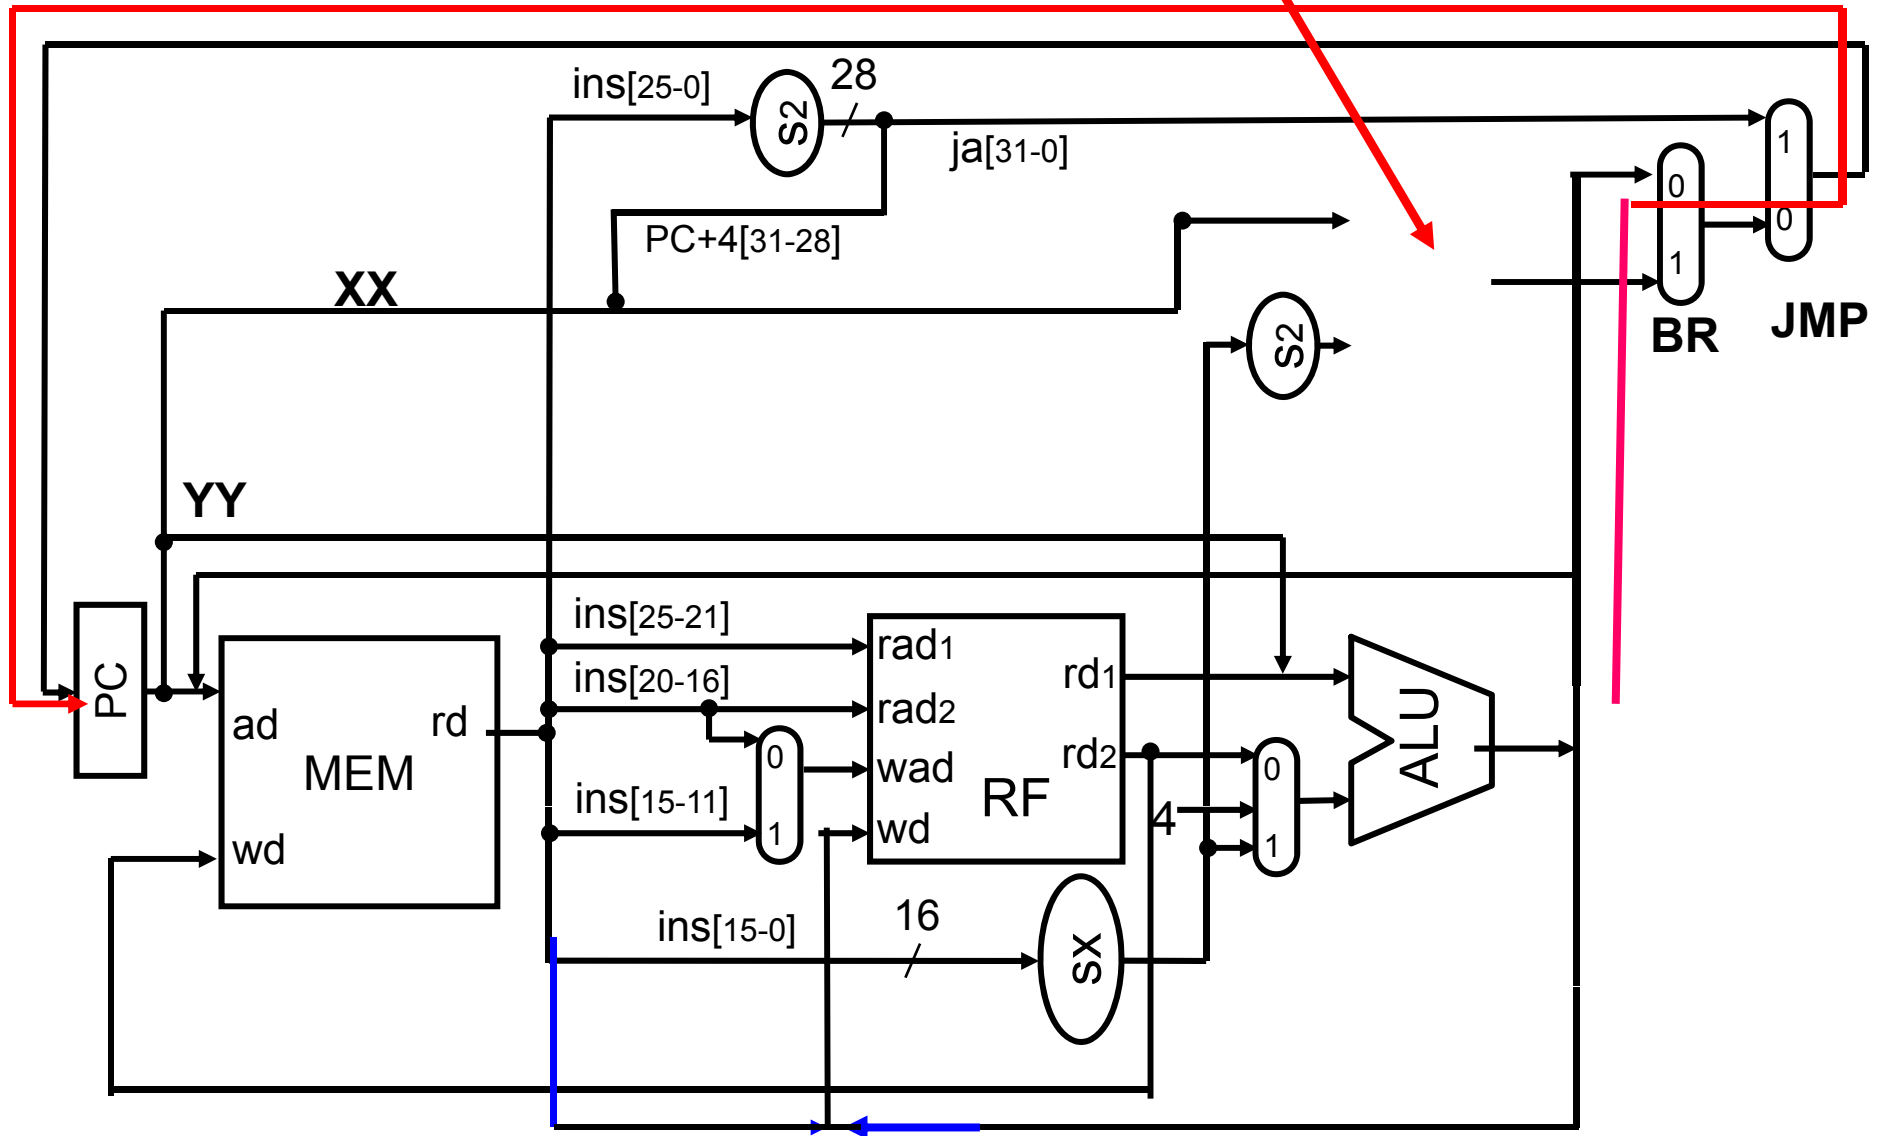 28
ins[25-0]
s2
ja[31-0]
1
0
0
1
PC+4[31-28]
XX
JMP
BR
s2
YY
ins[25-21]
rad1
rd1
ins[20-16]
PC
rad2
ad
rd
ALU
rd2
0
wad
0
MEM
ins[15-11]
RF
4
1
wd
1
wd
16
ins[15-0]
sx